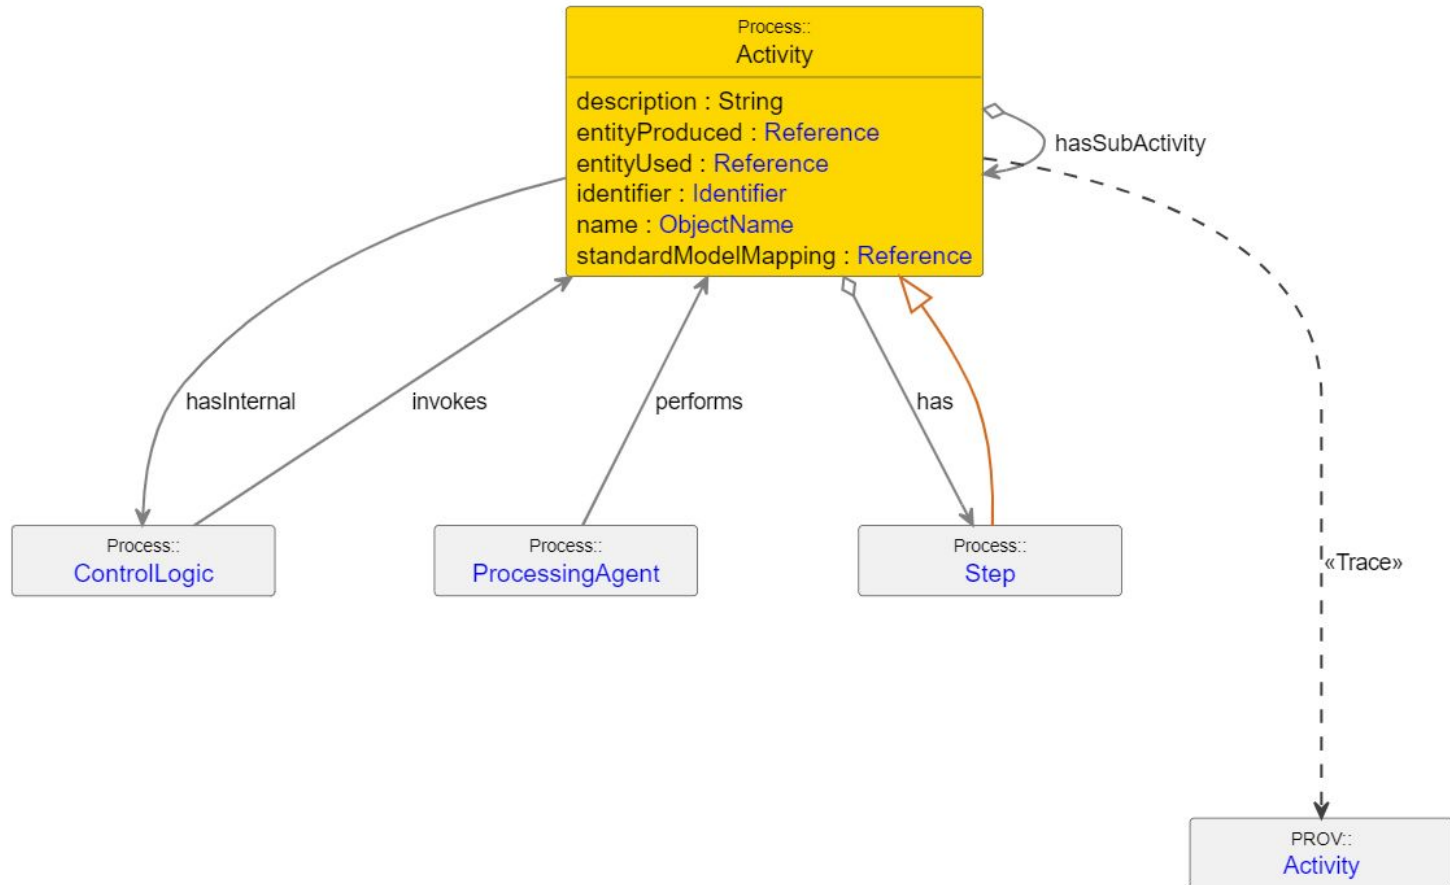 Process::
Activity
description : String
entityProduced : Reference
entityUsed : Reference
identifier : Identifier
name : ObjectName
standardModelMapping : Reference
hasSubActivity
hasInternal
invokes
performs
has
Process::
ControlLogic
Process::
ProcessingAgent
Process::
Step
«Trace»
PROV::
Activity